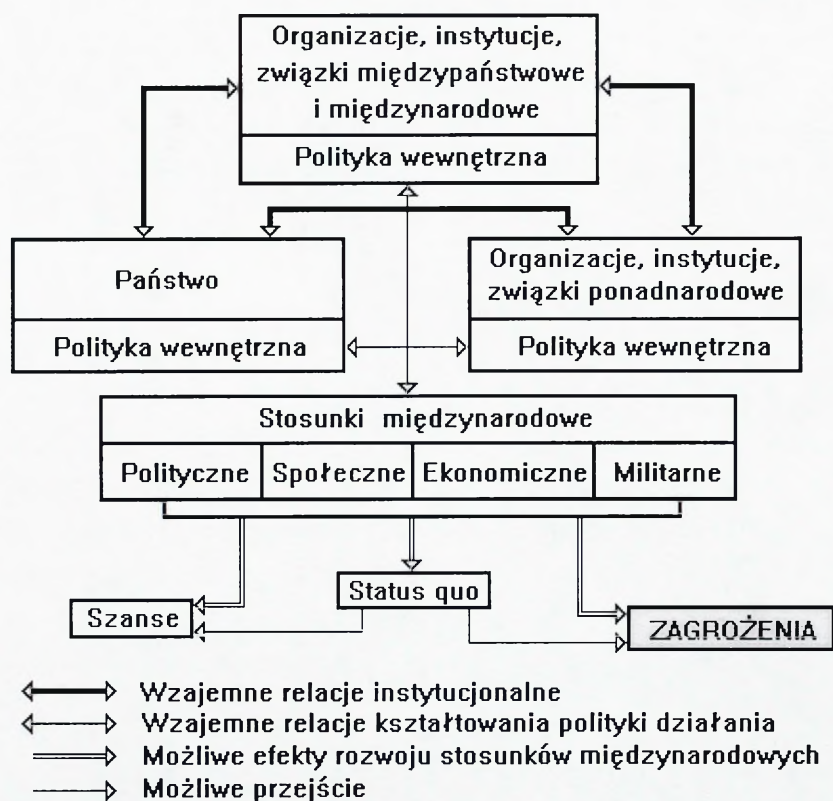 Organizacje, instytucje,
związki międzypaństwowe
i międzynarodowe
Polityka wewnętrzna
Państwo
Polityka wewnętrzna
Organizacje, instytucje,
związki ponadnarodowe
Polityka wewnętrzna
Stosunki międzynarodowe
Polityczne
Społeczne
Ekonomiczne
Militarne
Szanse
Status quo
ZAGROŻENIA
Wzajemne relacje instytucjonalne
Wzajemne relacje kształtowania polityki działania
Możliwe efekty rozwoju stosunków międzynarodowych
Możliwe przejście